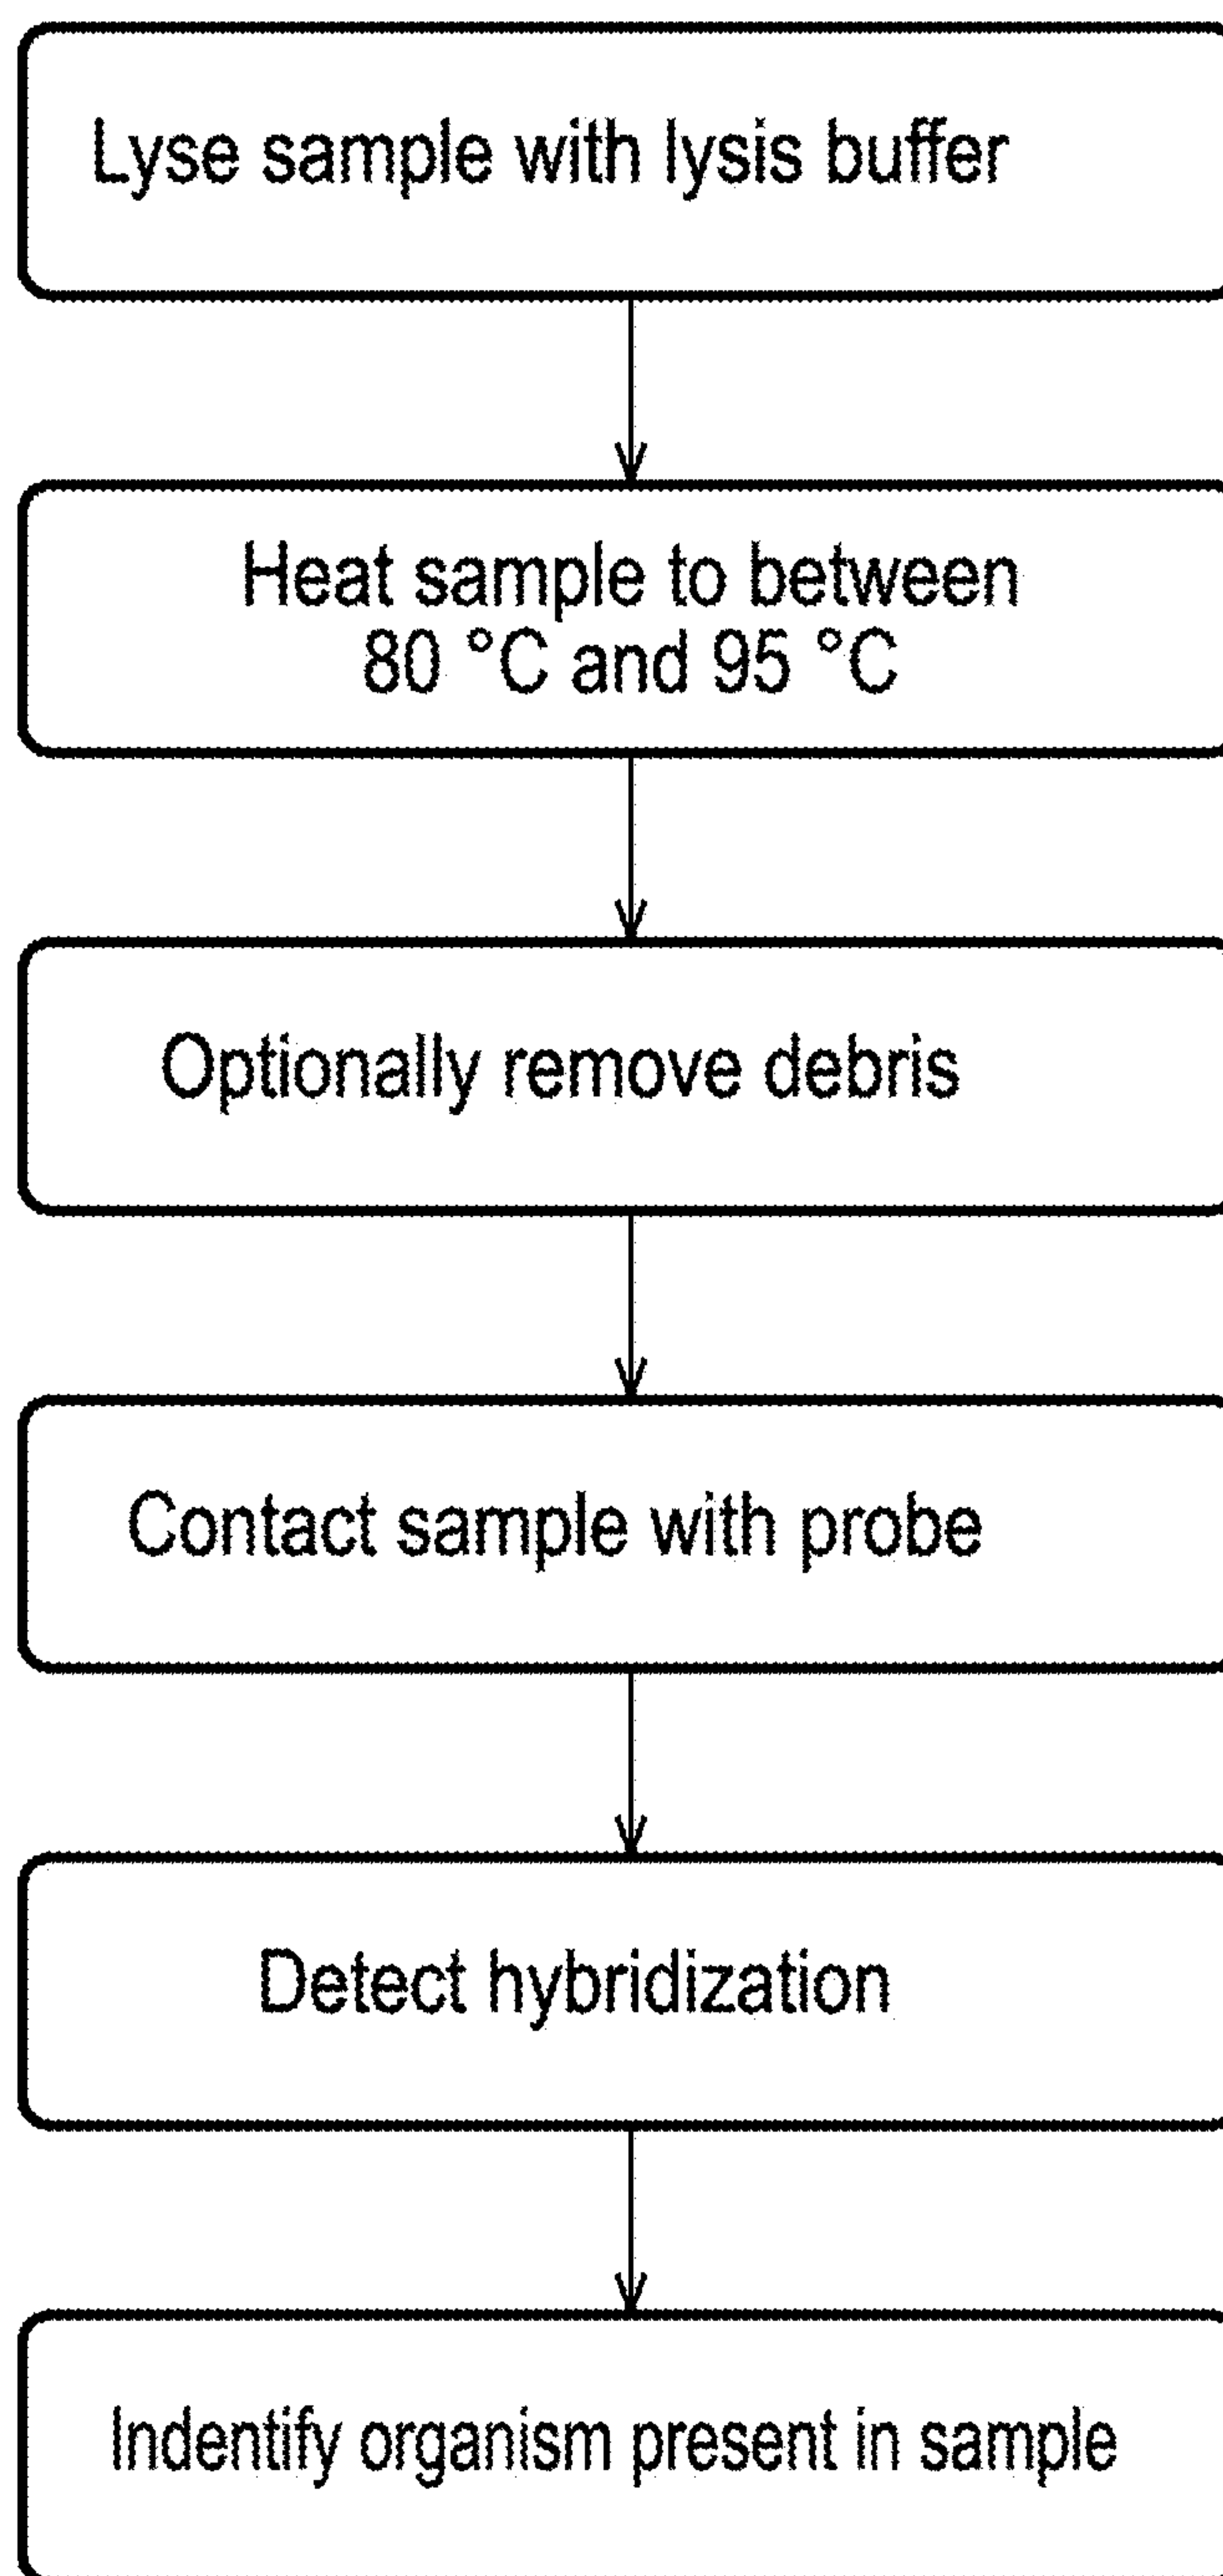 Lyse sample with lysis buffer
Heat sample to between
80 °C and 95 °C
Optionally remove debris
Contact sample with probe
Detect hybridization
Indentify organism present in sample